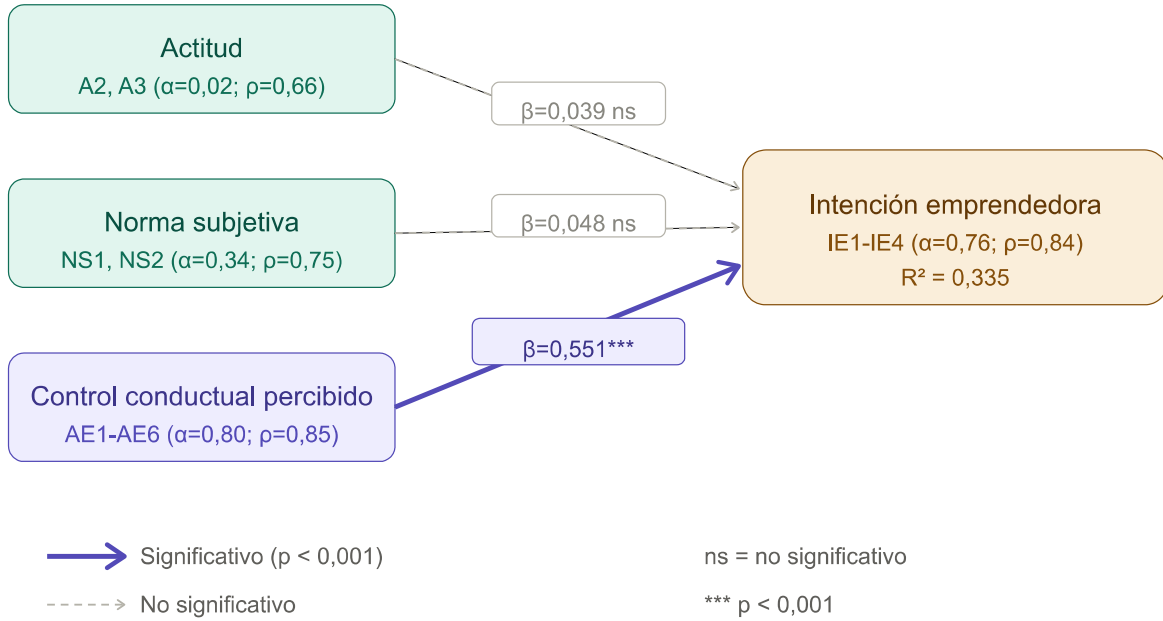 Actitud
A2, A3 (α=0,02; ρ=0,66)
β=0,039 ns
Norma subjetiva
NS1, NS2 (α=0,34; ρ=0,75)
β=0,048 ns
Intención emprendedora
IE1-IE4 (α=0,76; ρ=0,84)
R² = 0,335
β=0,551***
Control conductual percibido
AE1-AE6 (α=0,80; ρ=0,85)
Significativo (p < 0,001)
ns = no significativo
No significativo
*** p < 0,001